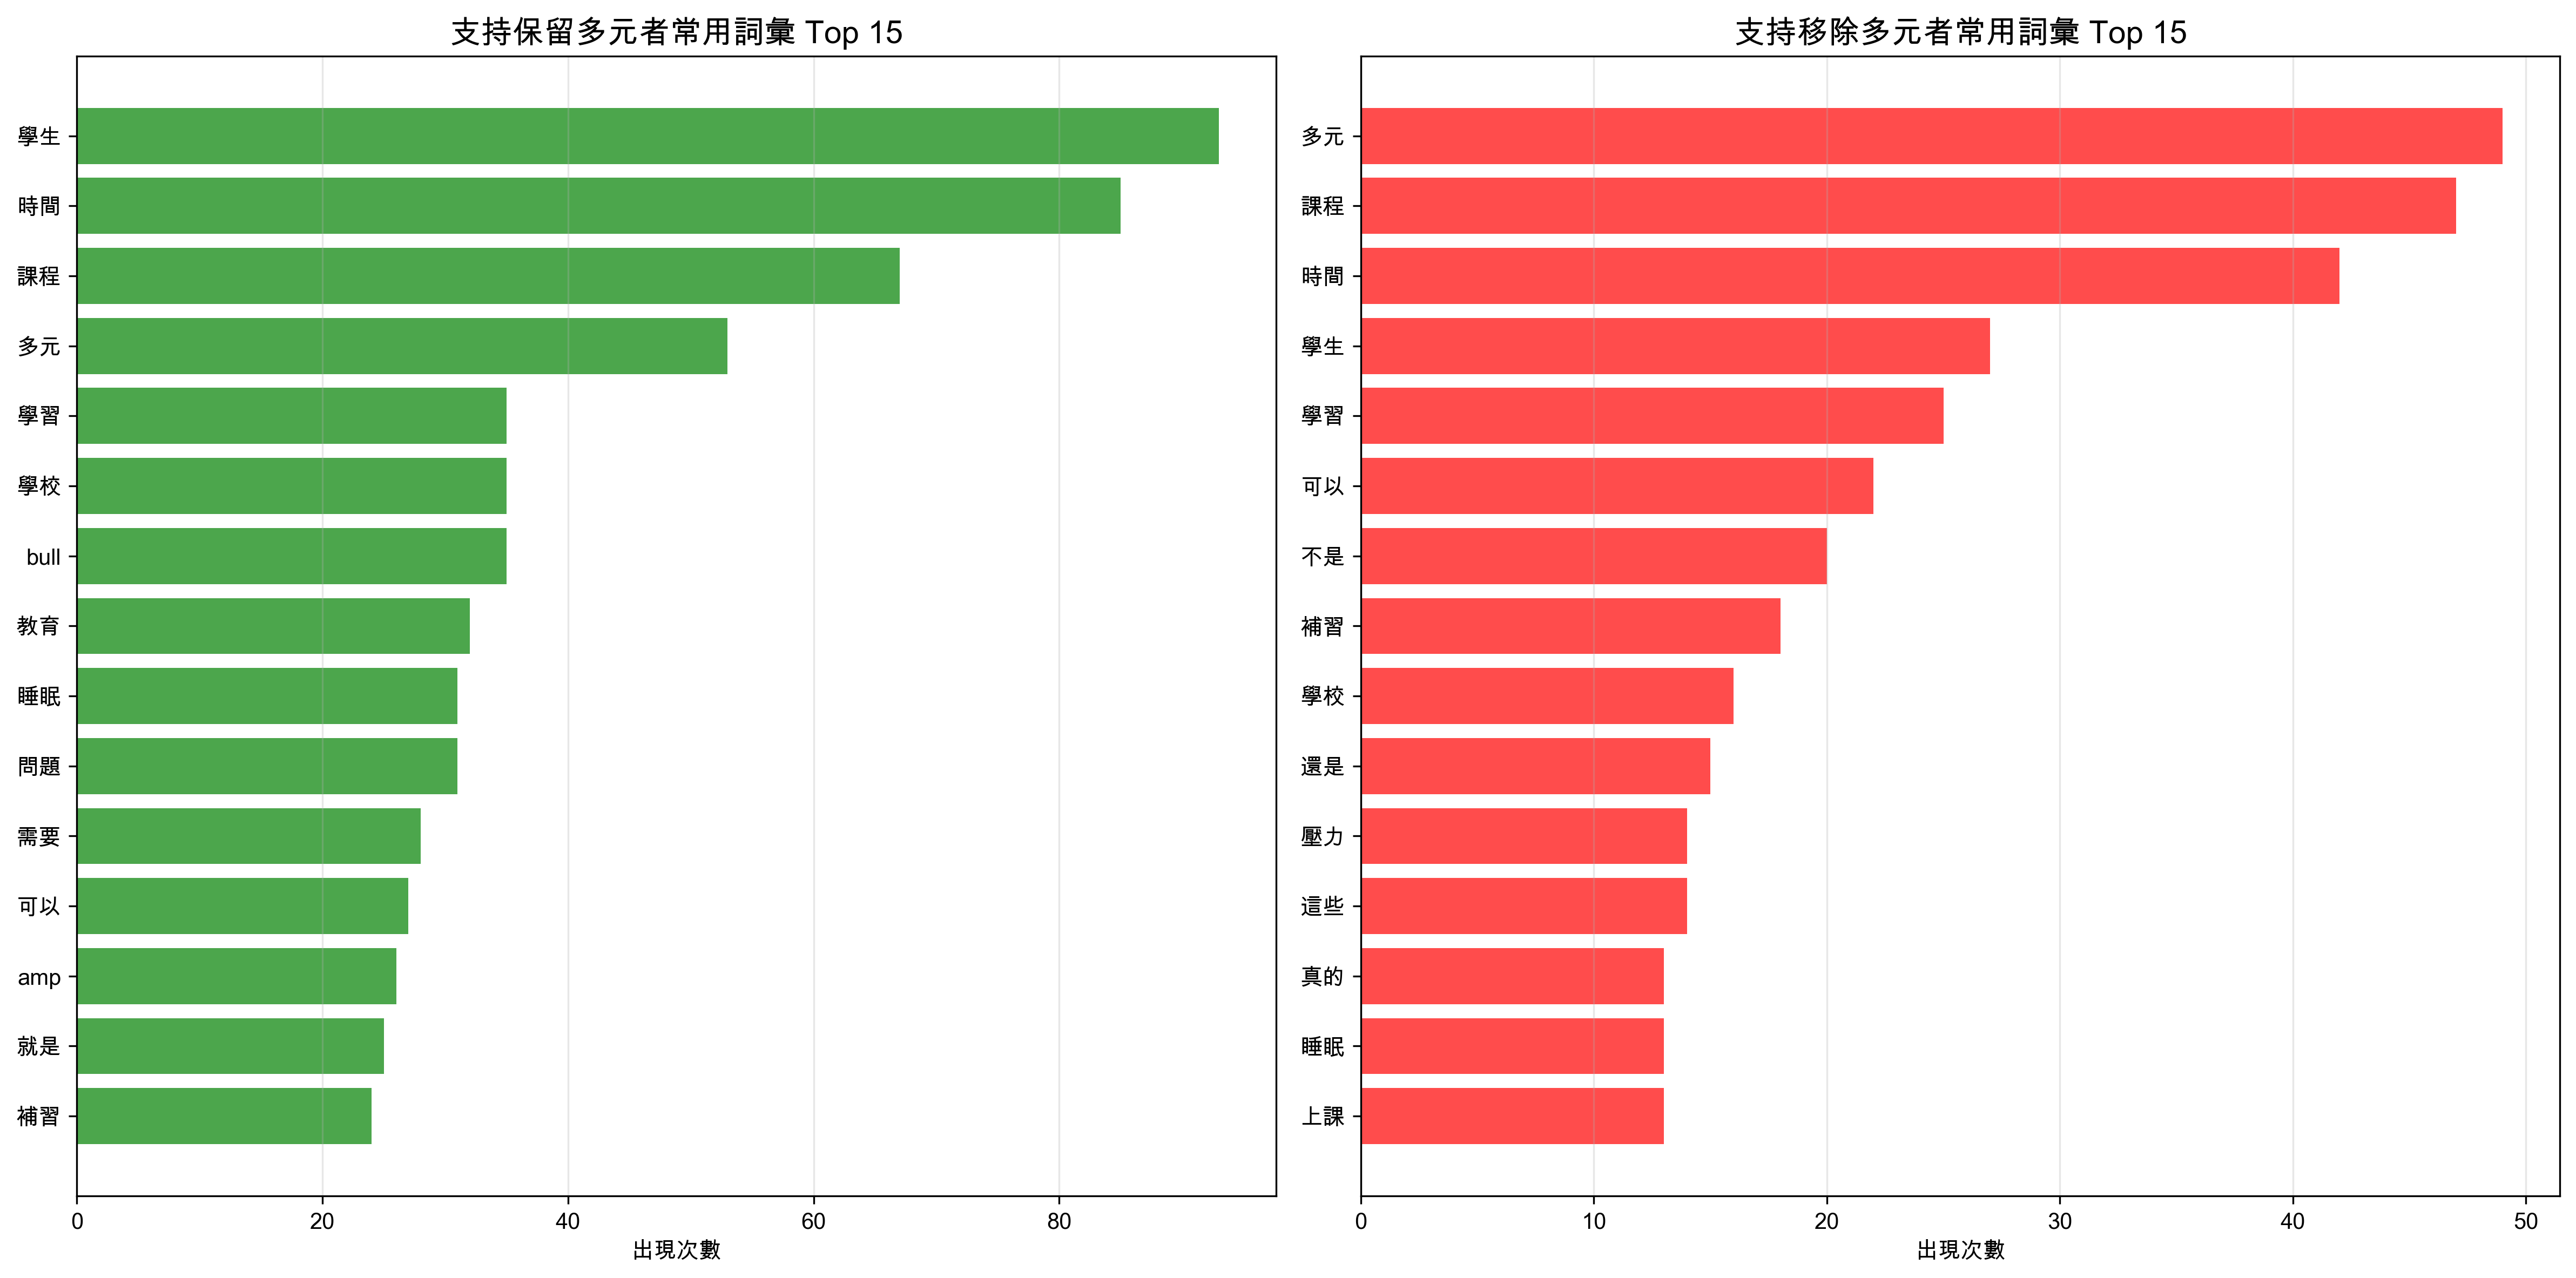 支持保留多元者常用詞彙 Top 15
學生
時間
課程
多元
學習
學校
bull
教育
睡眠
問題
需要
可以
amp
就是
補習
0 20 40 60 80
出現次數
支持移除多元者常用詞彙 Top 15
多元
課程
時間
學生
學習
可以
不是
補習
學校
還是
壓力
這些
真的
睡眠
上課
0 10 20 30 40 50
出現次數